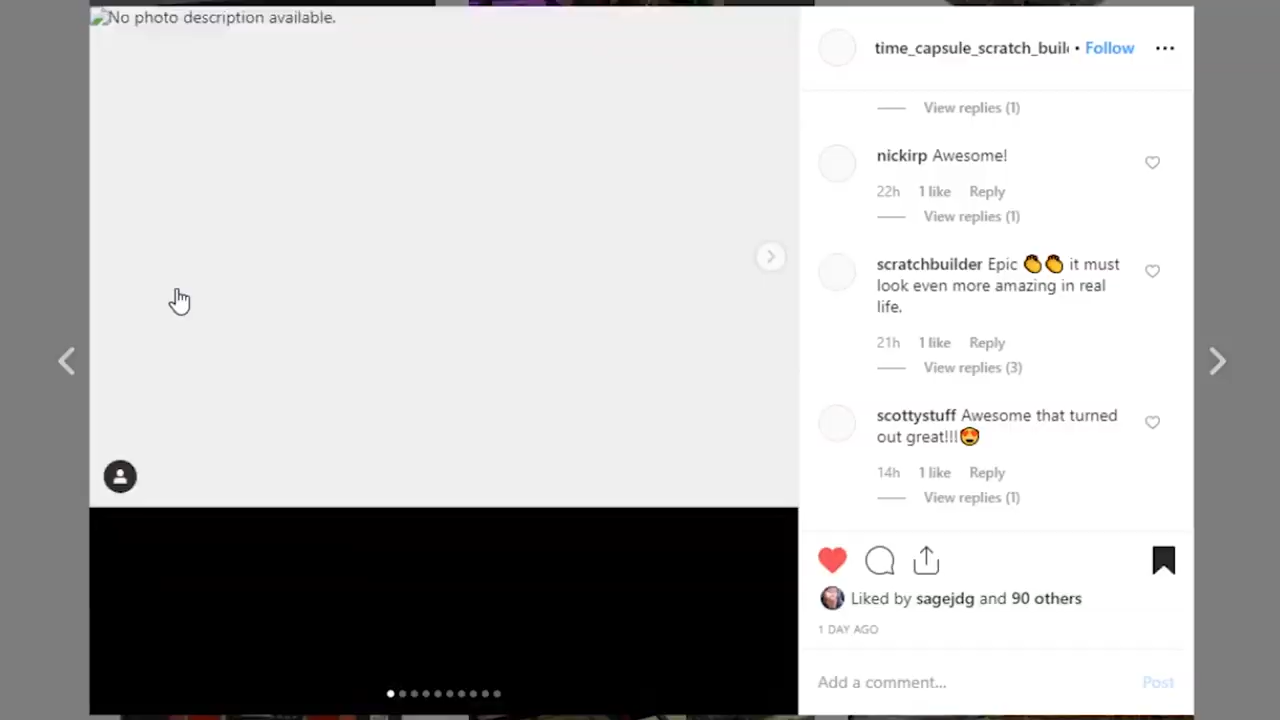 No photo description available.
time_capsule_scratch_buil • Follow
View replies (1)
nickirp Awesome!
22h 1 like Reply
View replies (1)
scratchbuilder Epic 👏👏 it must
look even more amazing in real
life.
21h 1 like Reply
View replies (3)
scottystuff Awesome that turned
out great!!!😍
14h 1 like Reply
View replies (1)
Liked by sagejdg and 90 others
1 DAY AGO
Add a comment... Post